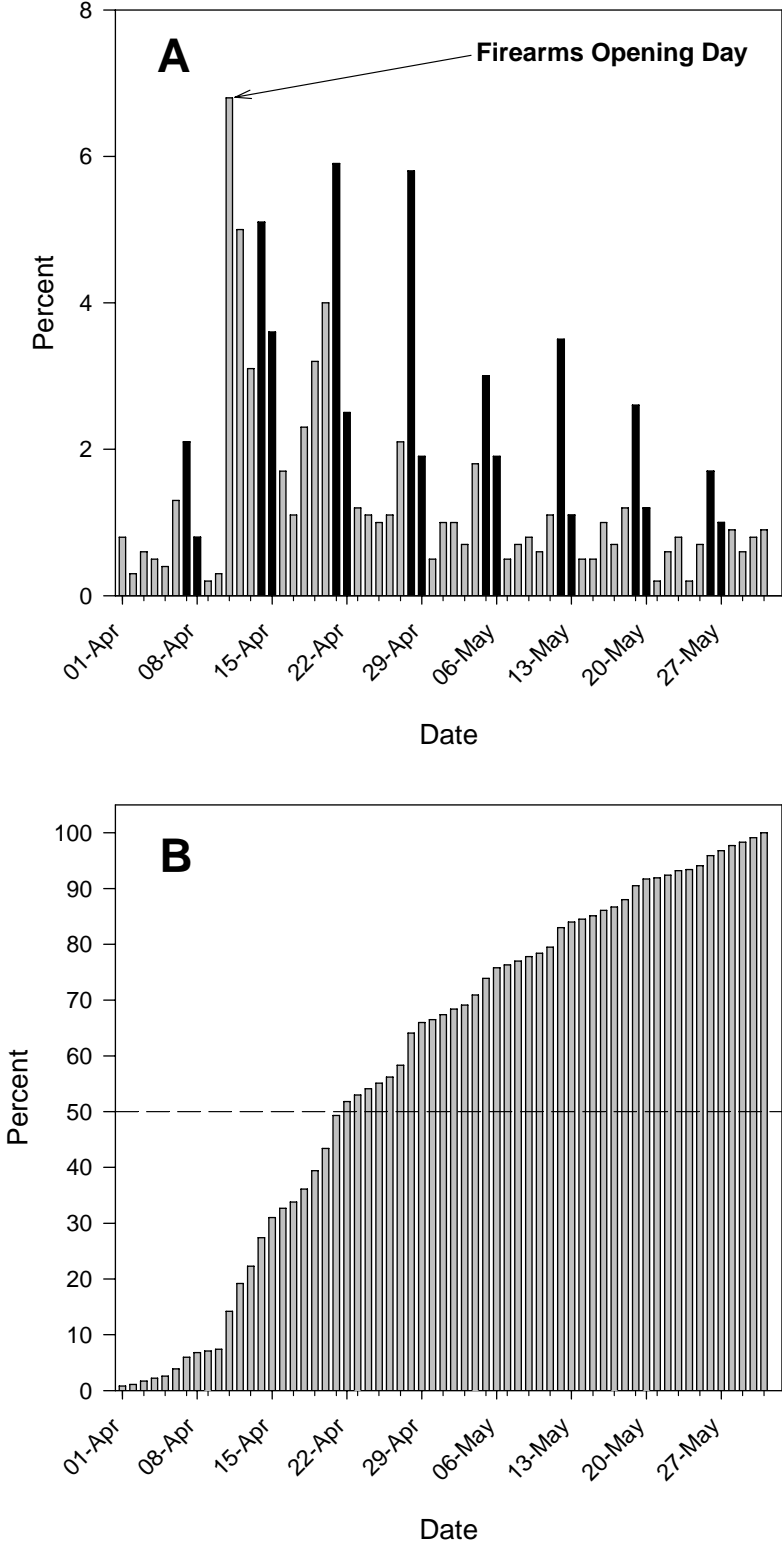 8
A
Firearms Opening Day
6
Percent
4
2
0
01-Apr
08-Apr
15-Apr
22-Apr
29-Apr
06-May
13-May
20-May
27-May
Date
100
B
90
80
70
60
Percent
50
40
30
20
10
0
01-Apr
08-Apr
15-Apr
22-Apr
29-Apr
06-May
13-May
20-May
27-May
Date